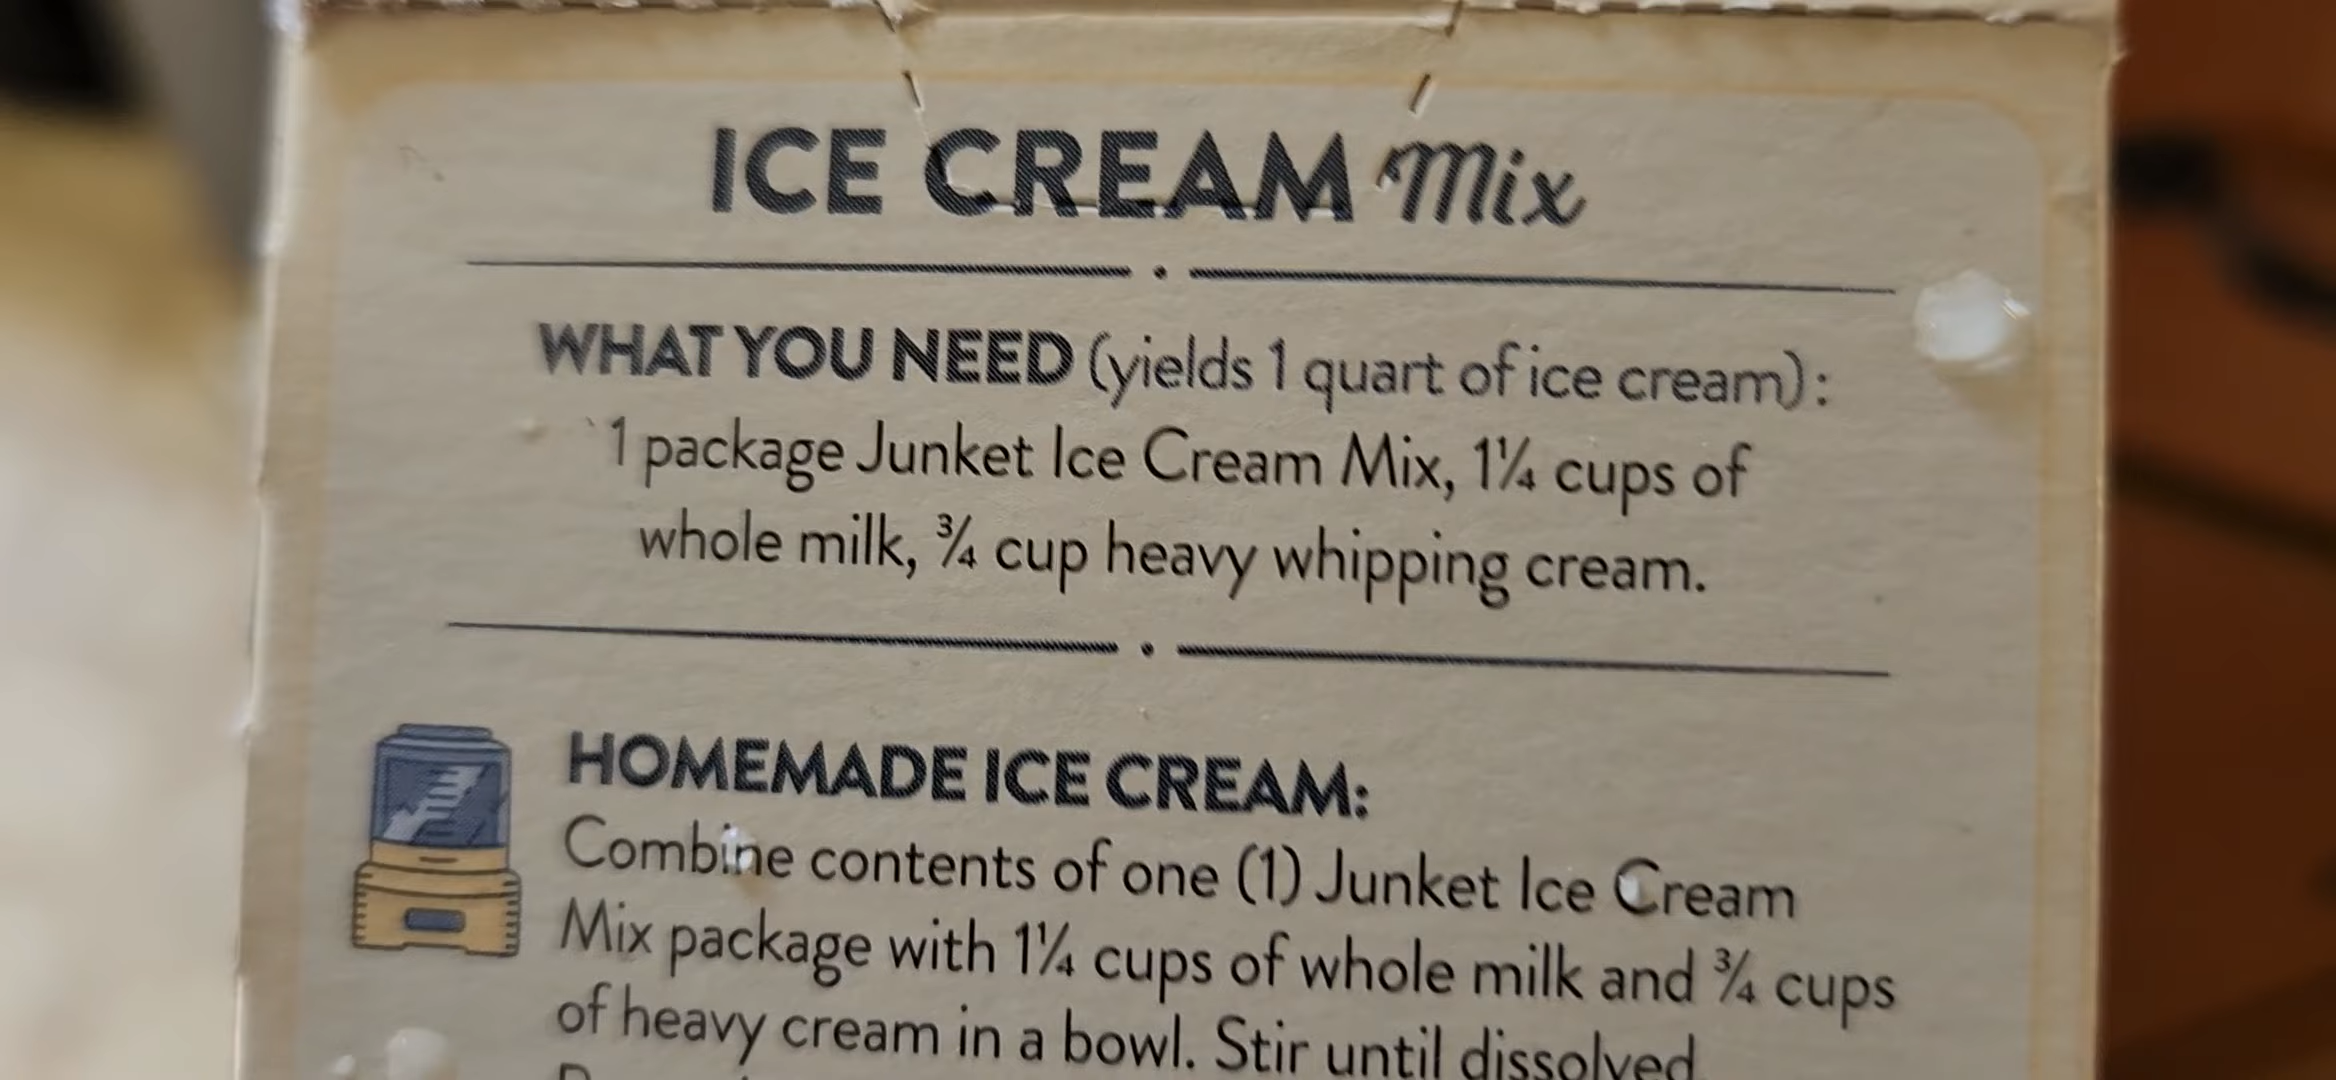 ICE CREAM Mix
WHAT YOU NEED (yields 1 quart of ice cream):
1 package Junket Ice Cream Mix, 1¼ cups of
whole milk, ¾ cup heavy whipping cream.
HOMEMADE ICE CREAM:
Combine contents of one (1) Junket Ice Cream
Mix package with 1¼ cups of whole milk and ¾ cups
of heavy cream in a bowl. Stir until dissolved